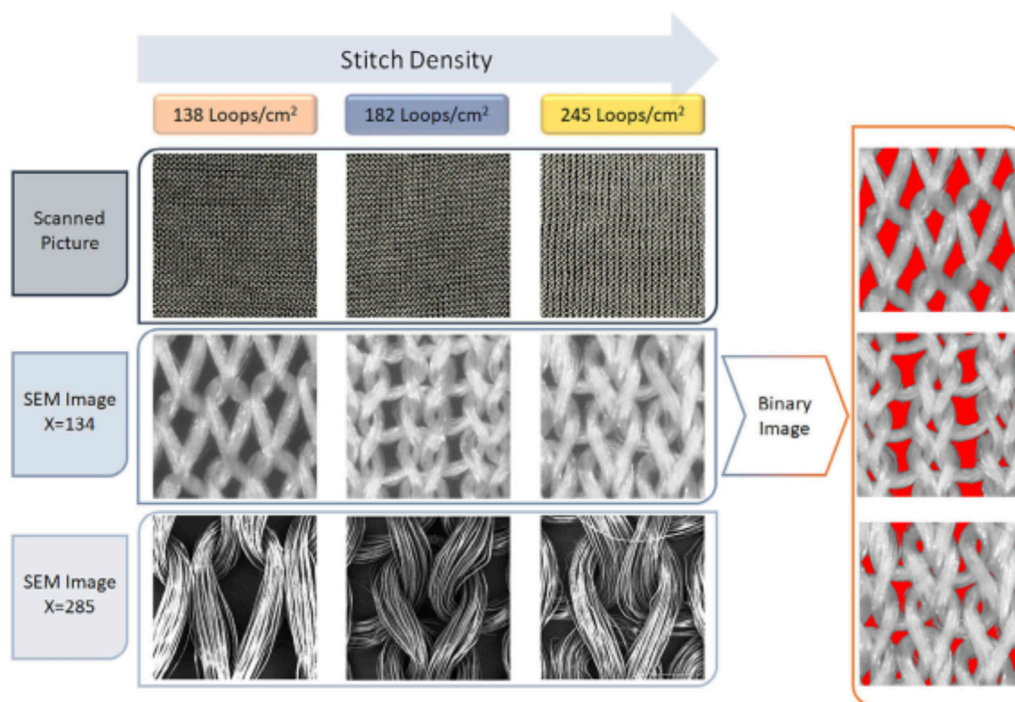 Stitch Density
138 Loops/cm²
182 Loops/cm²
245 Loops/cm²
Scanned
Picture
SEM Image
X=134
Binary
Image
SEM Image
X=285